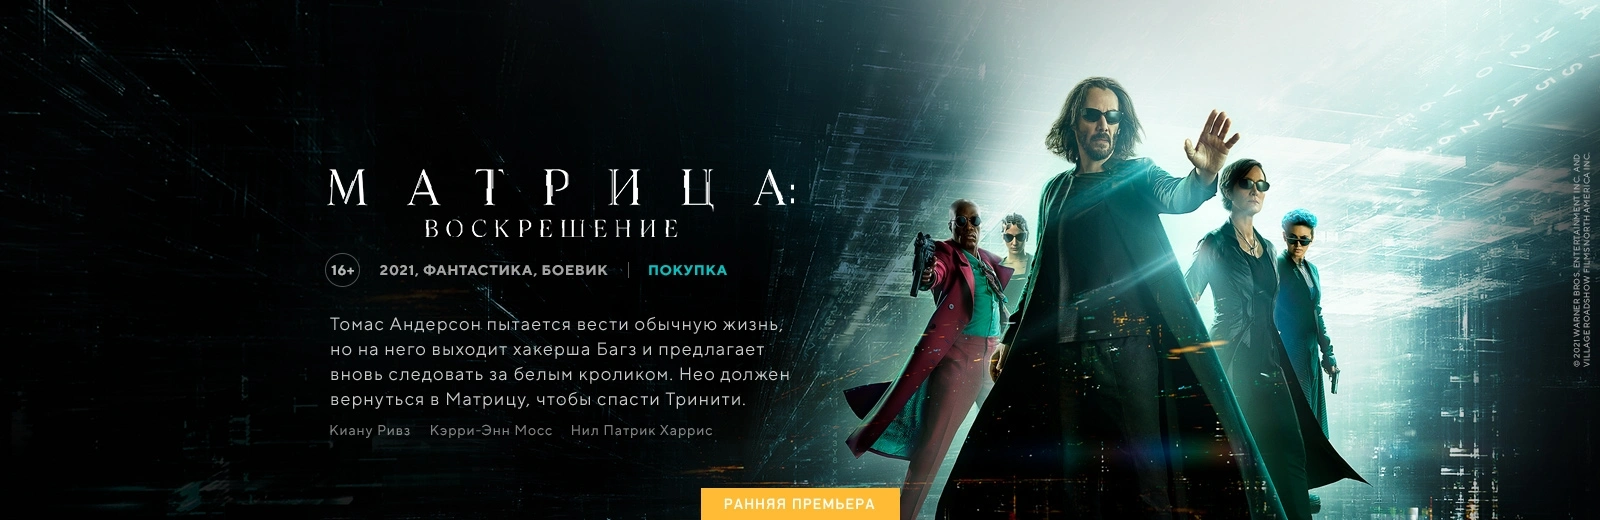 МАТРИЦА:
ВОСКРЕШЕНИЕ
16+ 2021, ФАНТАСТИКА, БОЕВИК | ПОКУПКА
Томас Андерсон пытается вести обычную жизнь,
но на него выходит хакерша Багз и предлагает
вновь следовать за белым кроликом. Нео должен
вернуться в Матрицу, чтобы спасти Тринити.
Киану Ривз Кэрри-Энн Мосс Нил Патрик Харрис
РАННЯЯ ПРЕМЬЕРА
© 2021 WARNER BROS. ENTERTAINMENT INC. AND
VILLAGE ROADSHOW FILMS NORTH AMERICA INC.